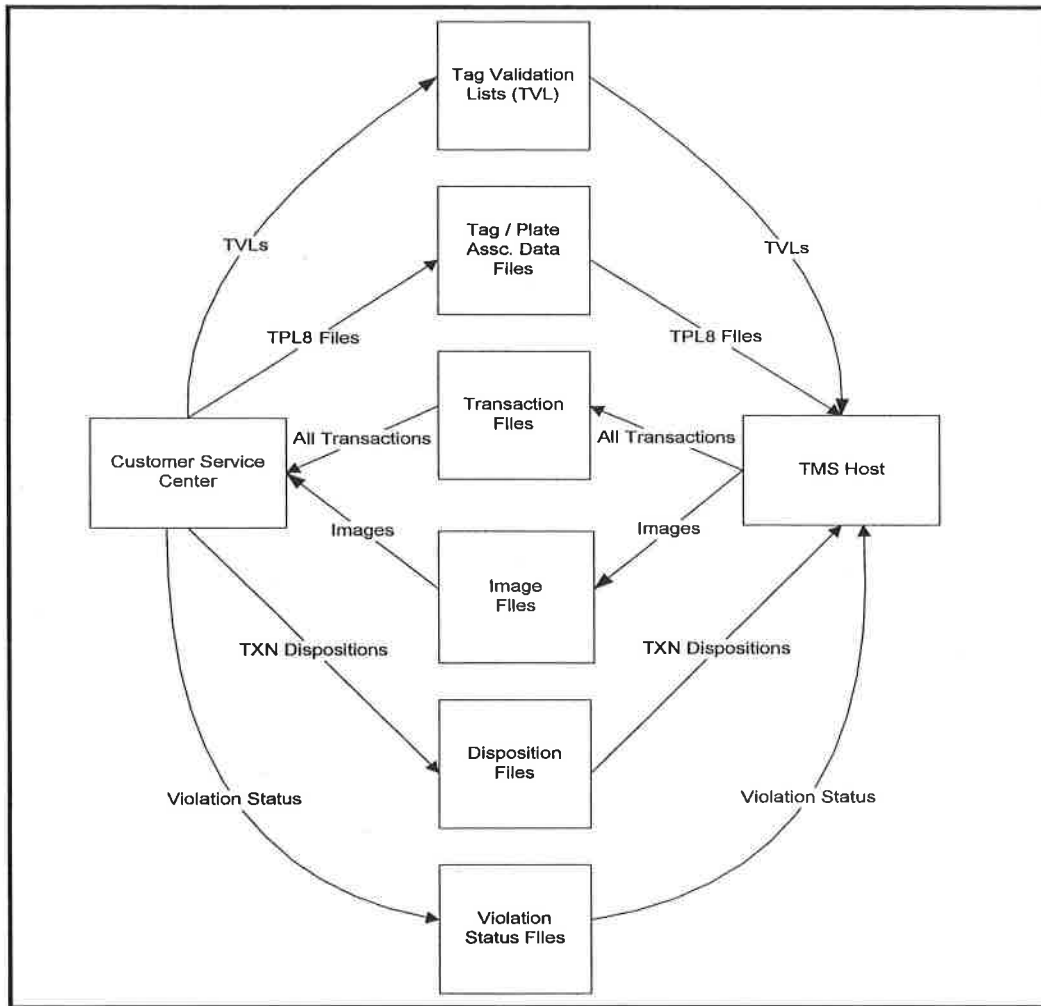 Tag Validation
Lists (TVL)
TVLs
TVLs
Tag / Plate
Assc. Data
Files
TPL8 Files
TPL8 Files
Transaction
Files
All Transactions
All Transactions
Customer Service
Center
TMS Host
Images
Images
Image
Files
TXN Dispositions
TXN Dispositions
Disposition
Files
Violation Status
Violation Status
Violation
Status Files